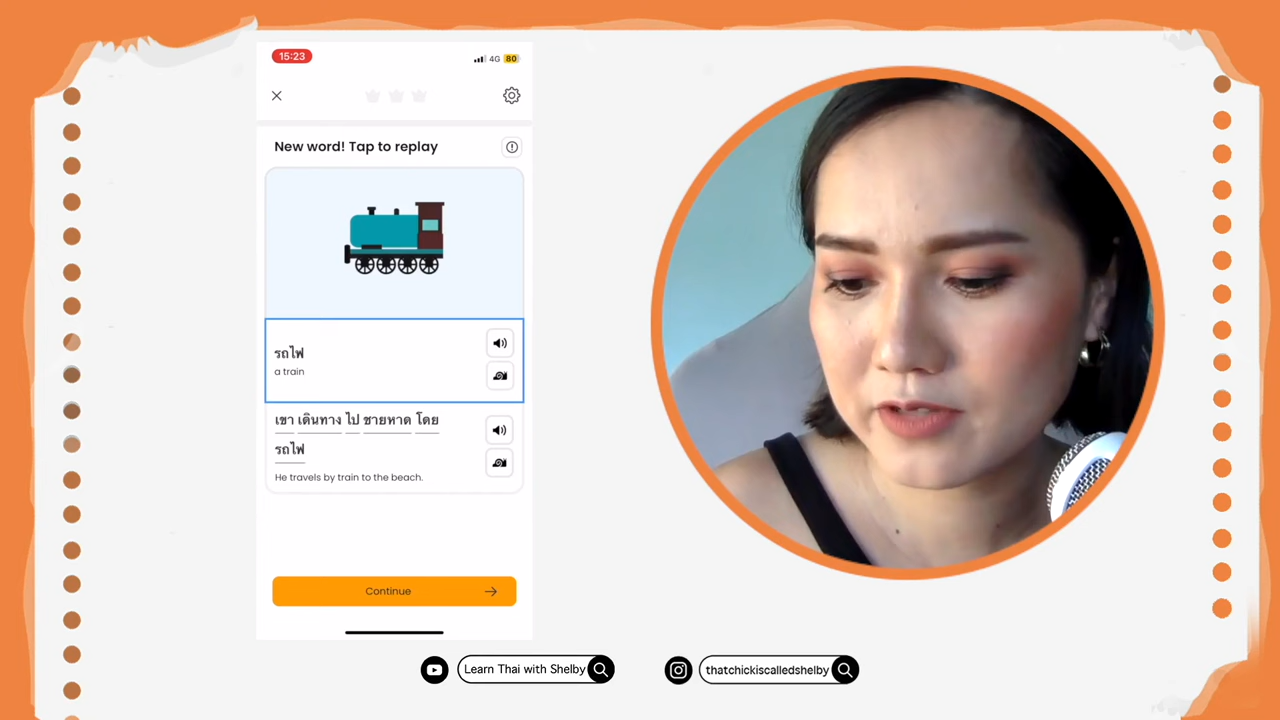 15:23
4G 80
New word! Tap to replay
รถไฟ
a train
เขา เดินทาง ไป ชายหาด โดย
รถไฟ
He travels by train to the beach.
Continue
Learn Thai with Shelby
thatchickiscalledshelby